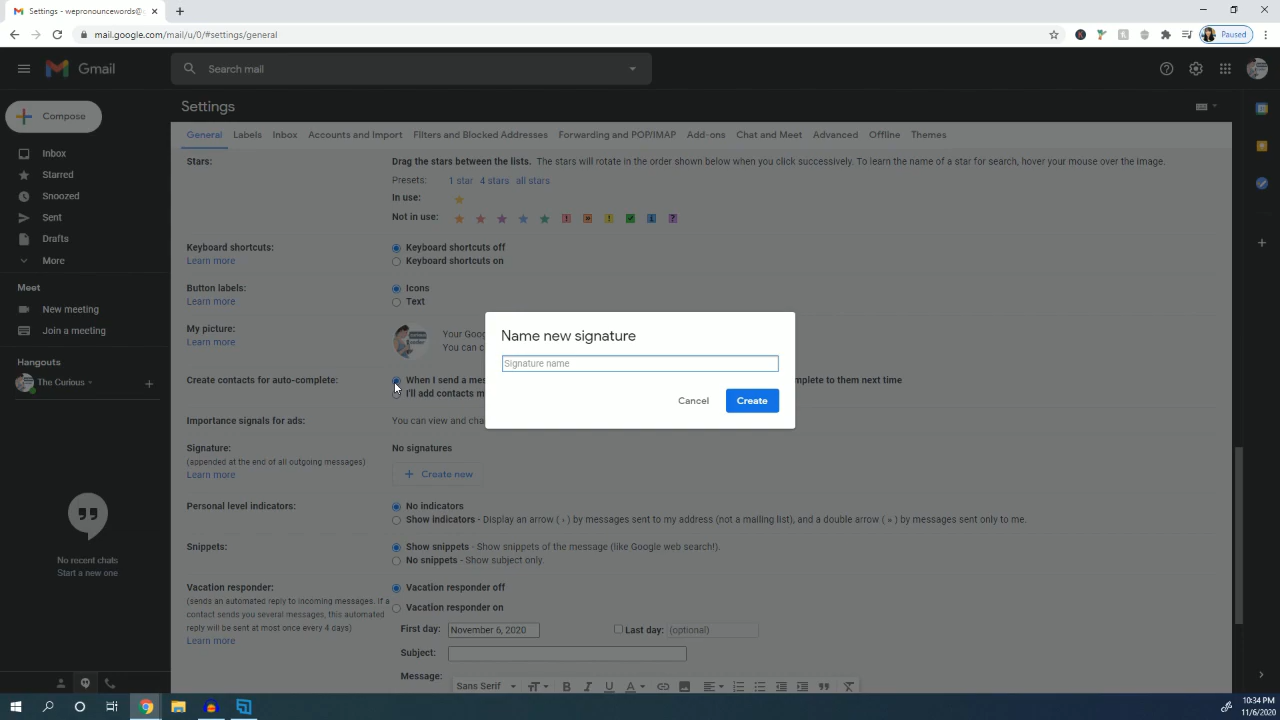 Settings - wepronouncewords@
mail.google.com/mail/u/0/#settings/general
Paused
Gmail
Search mail
Compose
Settings
General Labels Inbox Accounts and Import Filters and Blocked Addresses Forwarding and POP/IMAP Add-ons Chat and Meet Advanced Offline Themes
Inbox
Starred
Snoozed
Sent
Drafts
More
Meet
New meeting
Join a meeting
Hangouts
The Curious
No recent chats
Start a new one
Stars:
Drag the stars between the lists. The stars will rotate in the order shown below when you click successively. To learn the name of a star for search, hover your mouse over the image.
Presets: 1 star 4 stars all stars
In use:
Not in use:
Keyboard shortcuts:
Learn more
Keyboard shortcuts off
Keyboard shortcuts on
Button labels:
Learn more
Icons
Text
My picture:
Learn more
Your Goog
You can c
Create contacts for auto-complete:
When I send a mes
plete to them next time
I'll add contacts m
Importance signals for ads:
You can view and cha
Name new signature
Signature name
Cancel
Create
Signature:
(appended at the end of all outgoing messages)
Learn more
No signatures
Create new
Personal level indicators:
No indicators
Show indicators - Display an arrow ( › ) by messages sent to my address (not a mailing list), and a double arrow ( » ) by messages sent only to me.
Snippets:
Show snippets - Show snippets of the message (like Google web search!).
No snippets - Show subject only.
Vacation responder:
(sends an automated reply to incoming messages. If a
contact sends you several messages, this automated
reply will be sent at most once every 4 days)
Learn more
Vacation responder off
Vacation responder on
First day: November 6, 2020
Last day: (optional)
Subject:
Message:
Sans Serif
10:34 PM
11/6/2020